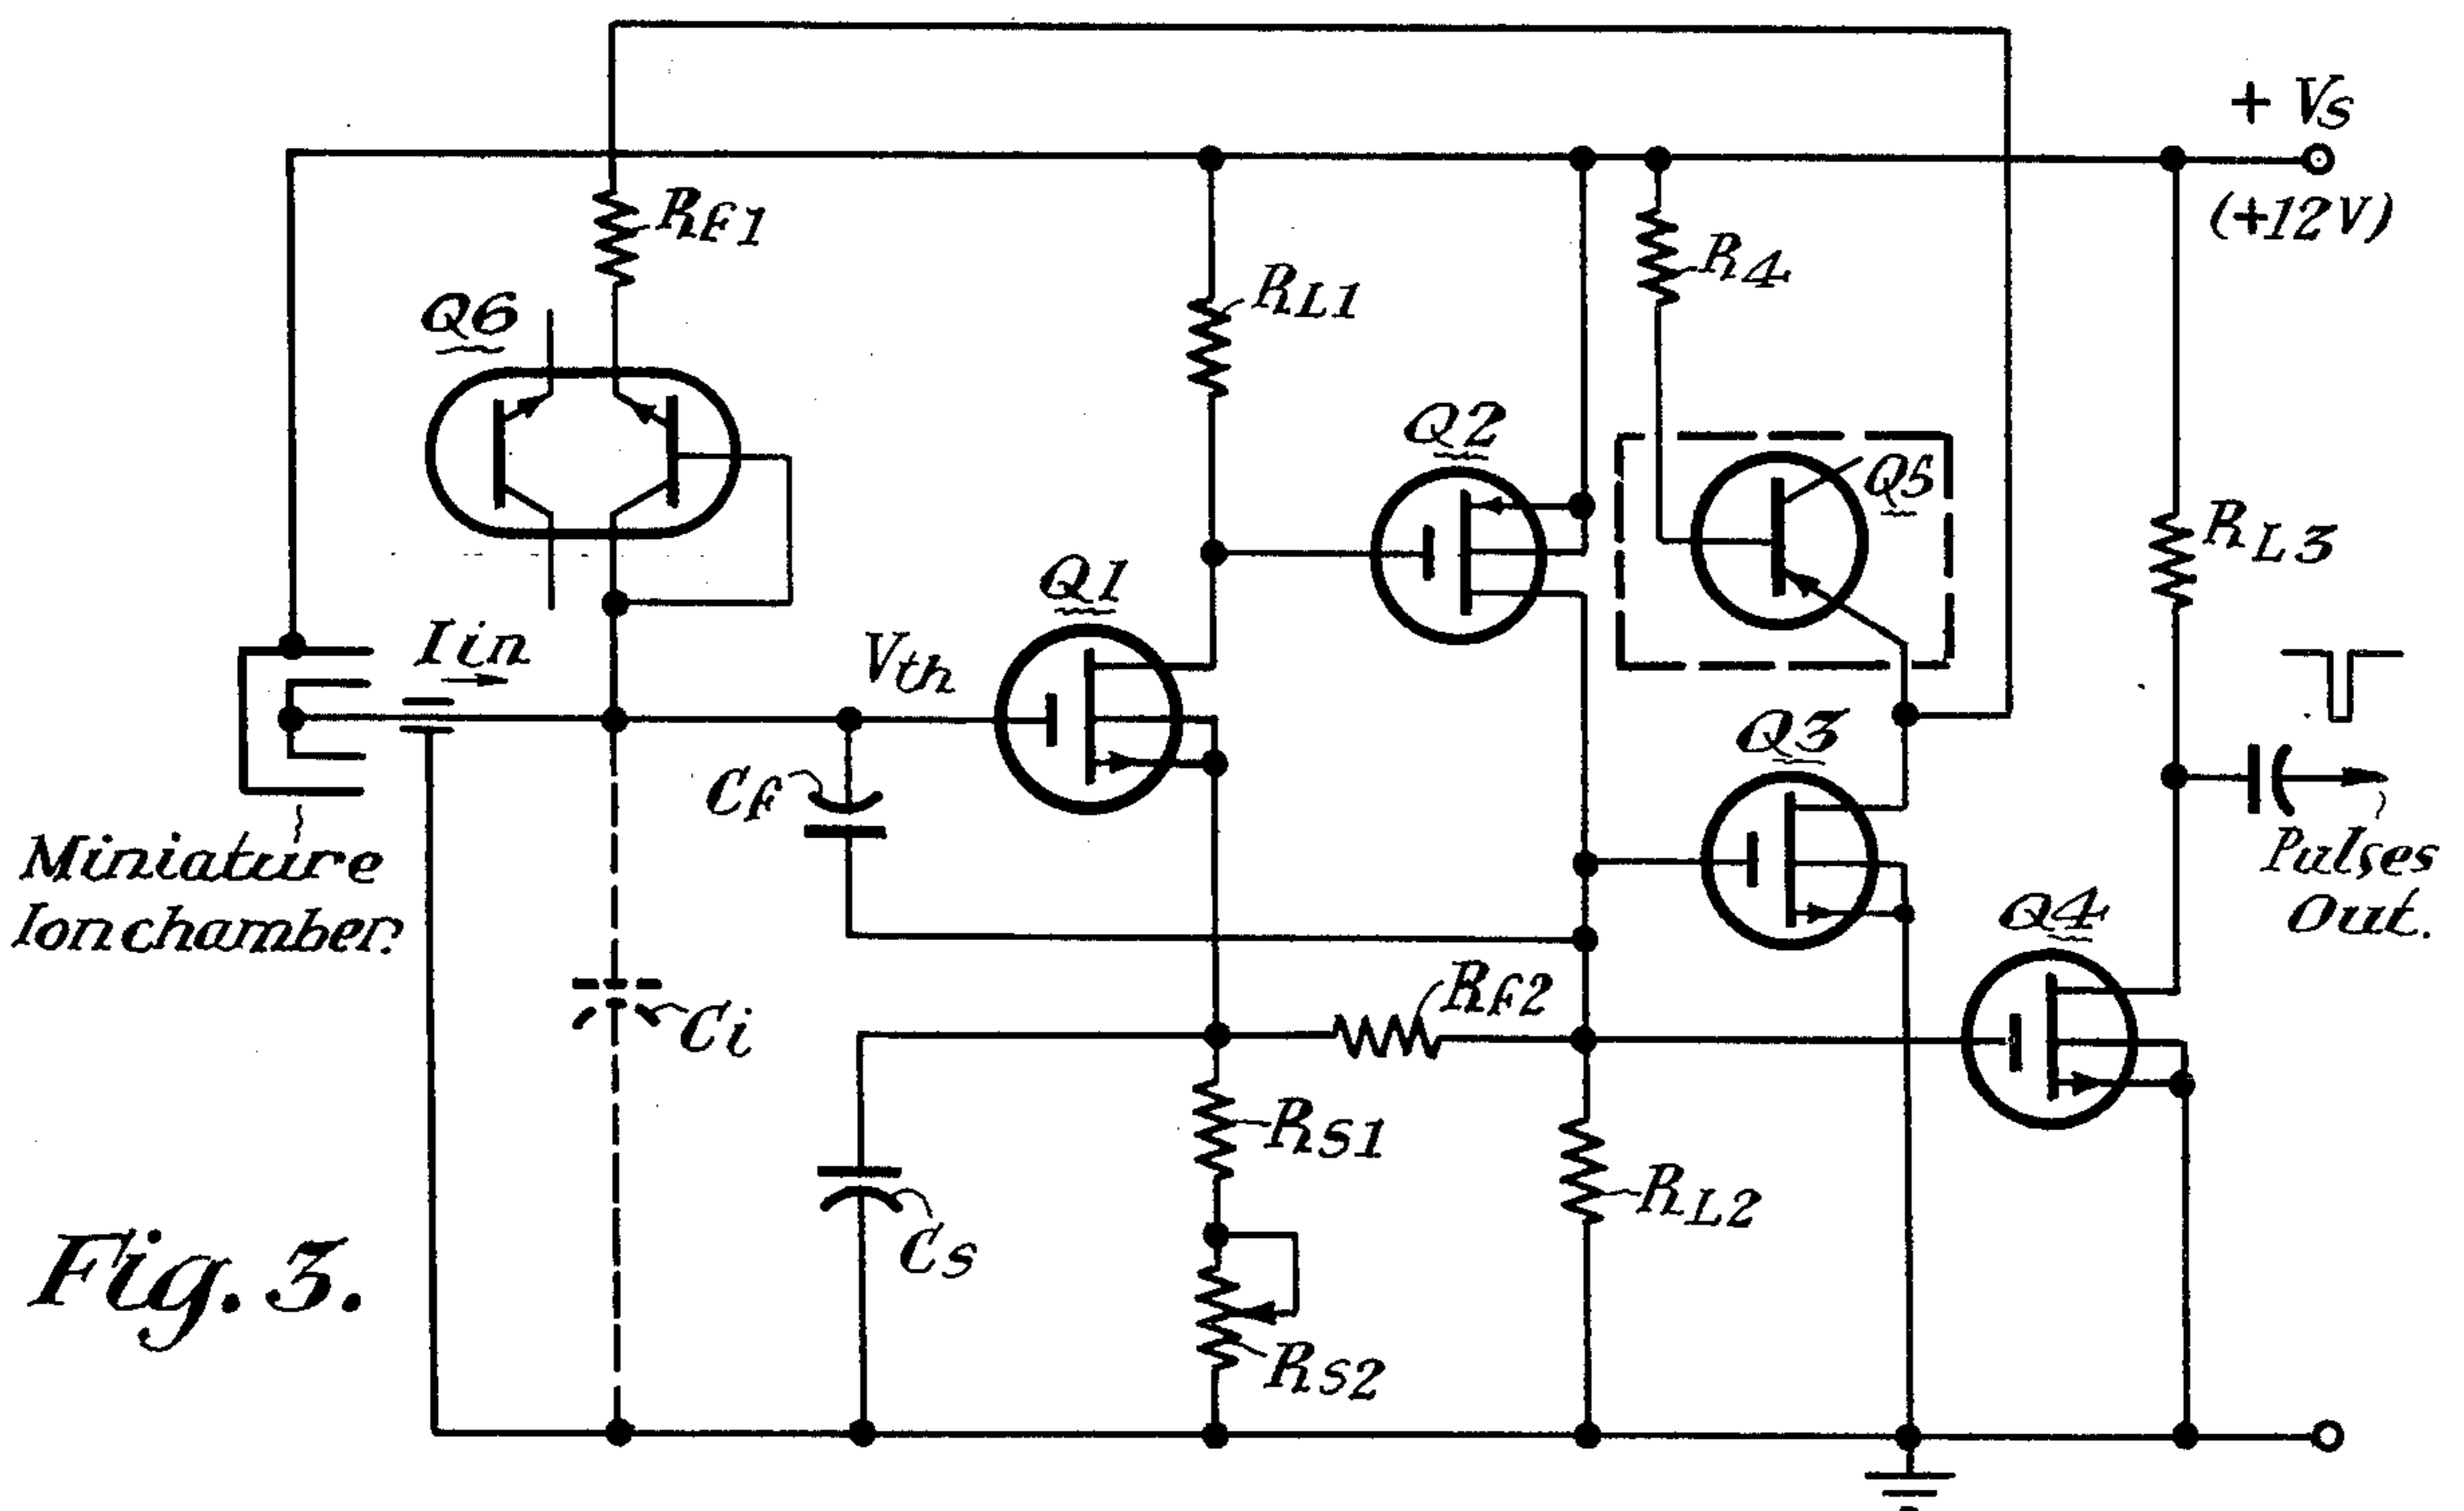 + Vs
(+12V)
RF1
R4
RL1
Q6
Q2
Q5
RL3
Q1
Iin
Vth
Q3
CF
Miniature
Ionchamber.
Pulses
Out.
Q4
RF2
Ci
RS1
RL2
CS
Fig. 3.
RS2